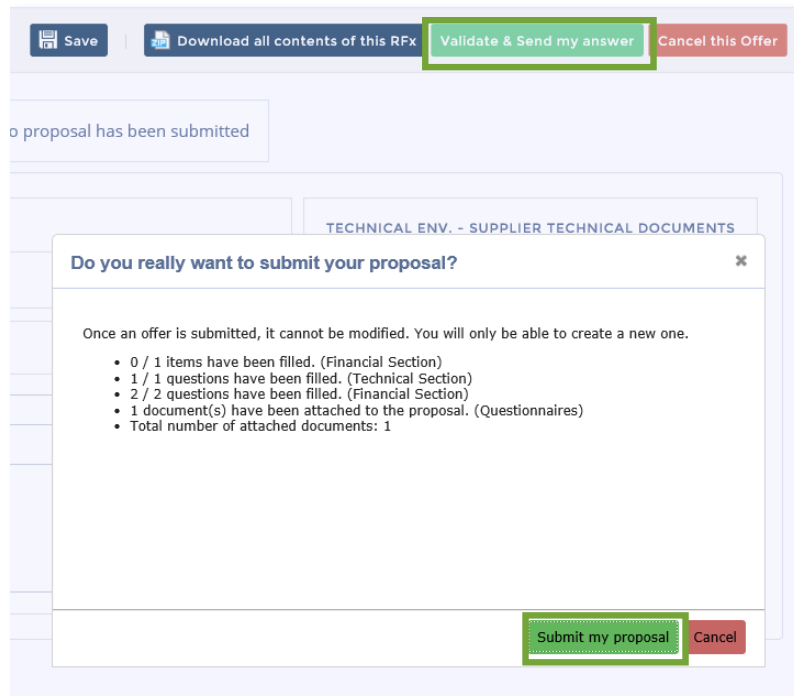 Save
Download all contents of this RFx
Validate & Send my answer
Cancel this Offer
proposal has been submitted
TECHNICAL ENV. - SUPPLIER TECHNICAL DOCUMENTS
Do you really want to submit your proposal?
Once an offer is submitted, it cannot be modified. You will only be able to create a new one.
• 0 / 1 items have been filled. (Financial Section)
• 1 / 1 questions have been filled. (Technical Section)
• 2 / 2 questions have been filled. (Financial Section)
• 1 document(s) have been attached to the proposal. (Questionnaires)
• Total number of attached documents: 1
Submit my proposal
Cancel